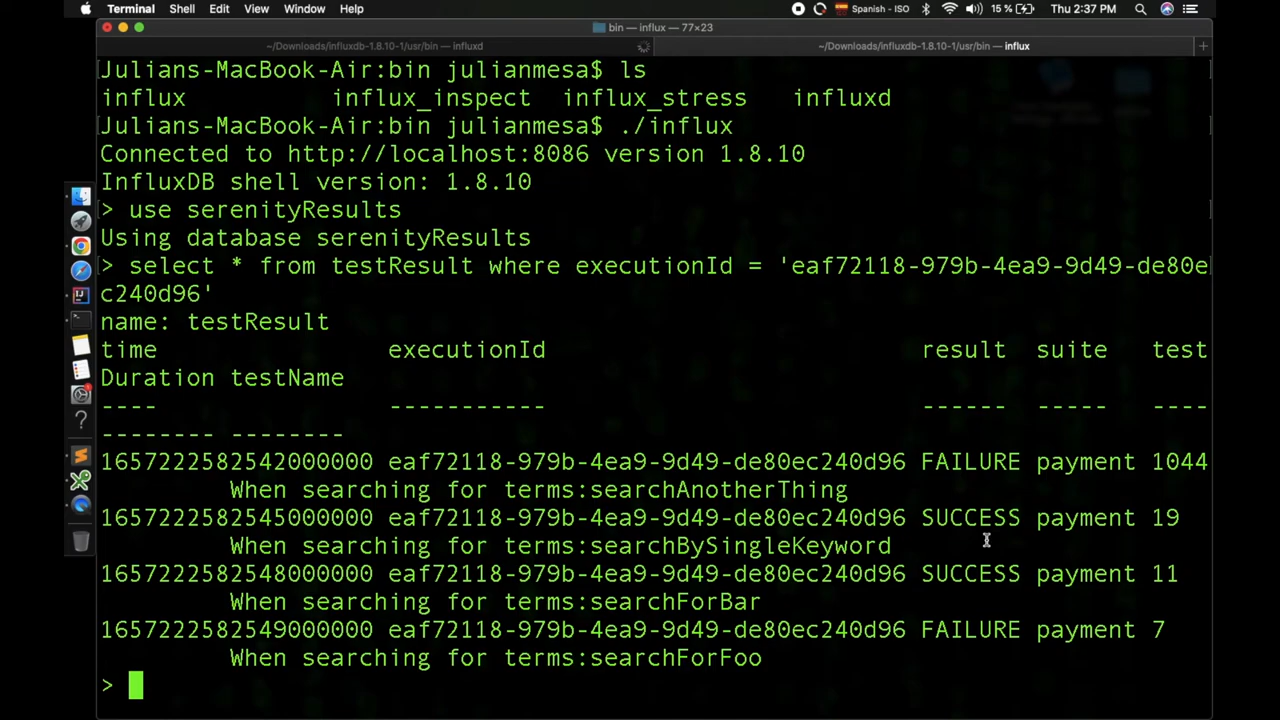 Terminal Shell Edit View Window Help Spanish - ISO 15 % Thu 2:37 PM
bin — influx — 77×23
~/Downloads/influxdb-1.8.10-1/usr/bin — influxd ~/Downloads/influxdb-1.8.10-1/usr/bin — influx +
Julians-MacBook-Air:bin julianmesa$ ls
influx influx_inspect influx_stress influxd
Julians-MacBook-Air:bin julianmesa$ ./influx
Connected to http://localhost:8086 version 1.8.10
InfluxDB shell version: 1.8.10
> use serenityResults
Using database serenityResults
> select * from testResult where executionId = 'eaf72118-979b-4ea9-9d49-de80e
c240d96'
name: testResult
time executionId result suite test
Duration testName
---- ----------- ------ ----- ----
-------- --------
1657222582542000000 eaf72118-979b-4ea9-9d49-de80ec240d96 FAILURE payment 1044
When searching for terms:searchAnotherThing
1657222582545000000 eaf72118-979b-4ea9-9d49-de80ec240d96 SUCCESS payment 19
When searching for terms:searchBySingleKeyword
1657222582548000000 eaf72118-979b-4ea9-9d49-de80ec240d96 SUCCESS payment 11
When searching for terms:searchForBar
1657222582549000000 eaf72118-979b-4ea9-9d49-de80ec240d96 FAILURE payment 7
When searching for terms:searchForFoo
>